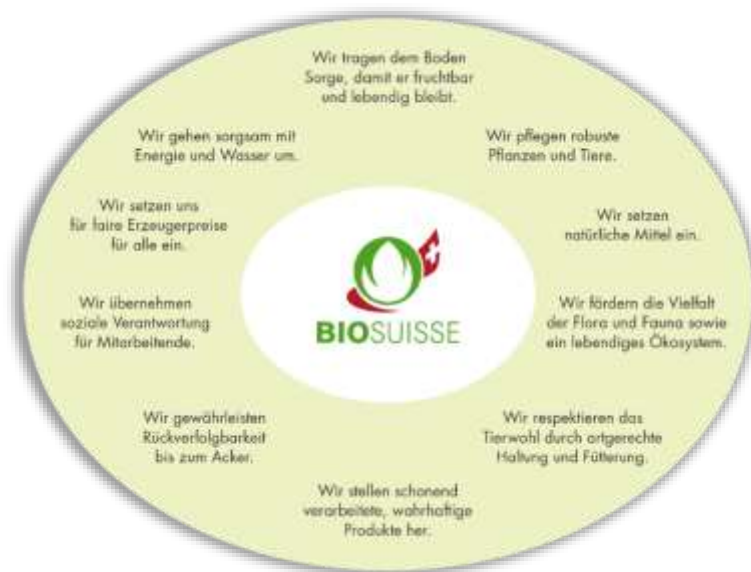 Wir tragen dem Boden
Sorge, damit er fruchtbar
und lebendig bleibt.
Wir pflegen robuste
Pflanzen und Tiere.
Wir setzen
natürliche Mittel ein.
Wir fördern die Vielfalt
der Flora und Fauna sowie
ein lebendiges Ökosystem.
Wir respektieren das
Tierwohl durch artgerechte
Haltung und Fütterung.
Wir stellen schonend
verarbeitete, wahrhaftige
Produkte her.
Wir gewährleisten
Rückverfolgbarkeit
bis zum Acker.
Wir übernehmen
soziale Verantwortung
für Mitarbeitende.
Wir setzen uns
für faire Erzeugerpreise
für alle ein.
Wir gehen sorgsam mit
Energie und Wasser um.
BIOSUISSE